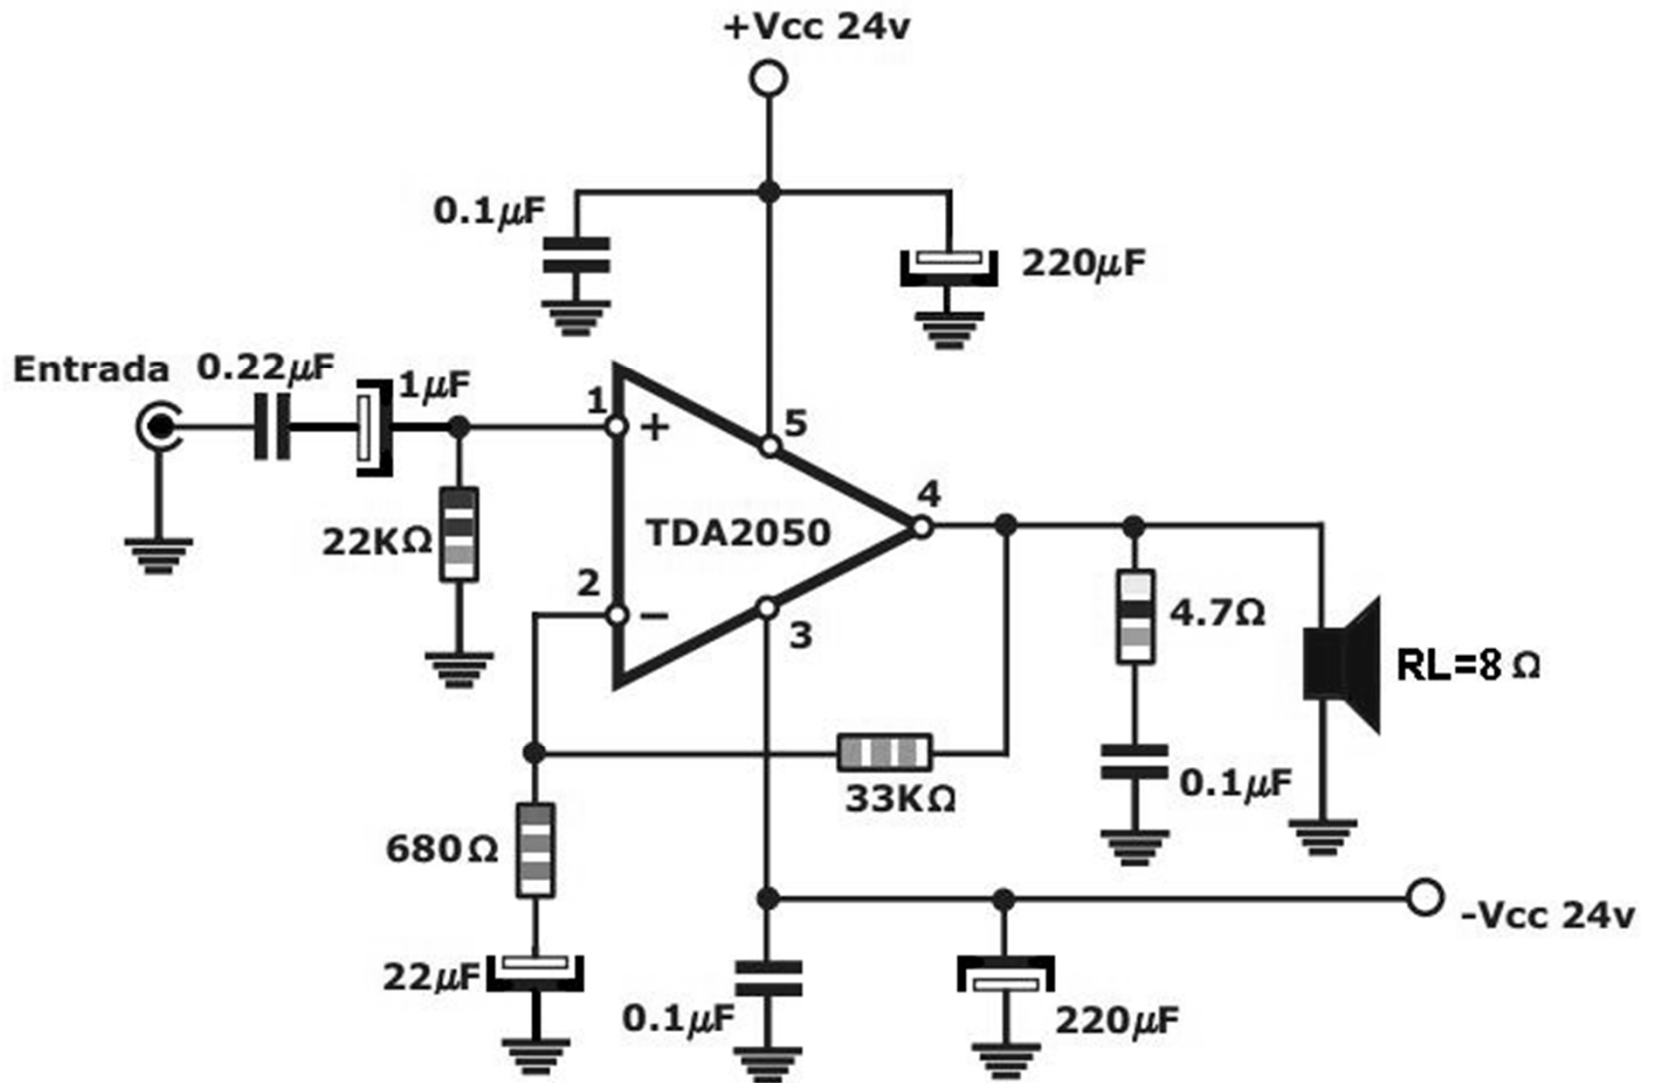 +Vcc 24v
0.1μF
220μF
Entrada
0.22μF
1μF
1
+
5
4
22KΩ
TDA2050
2
−
3
4.7Ω
RL=8 Ω
33KΩ
0.1μF
680Ω
-Vcc 24v
22μF
0.1μF
220μF